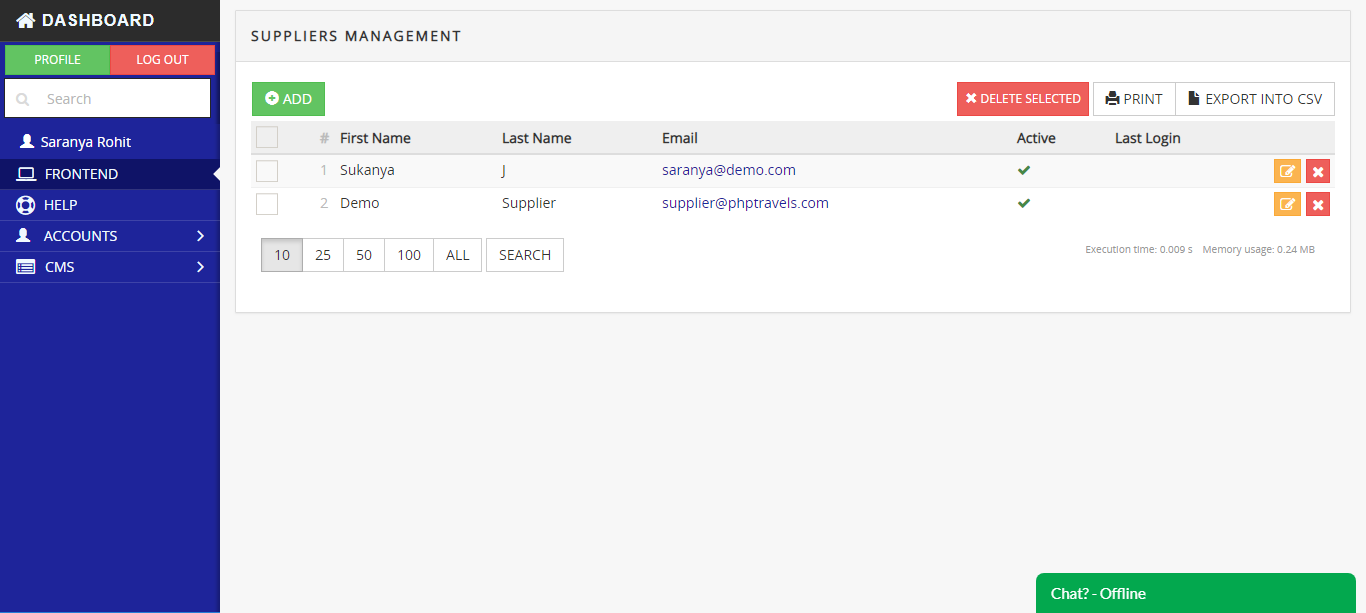 DASHBOARD
PROFILE LOG OUT
Search
Saranya Rohit
FRONTEND
HELP
ACCOUNTS
CMS
SUPPLIERS MANAGEMENT
ADD DELETE SELECTED PRINT EXPORT INTO CSV
# First Name Last Name Email Active Last Login
1 Sukanya J saranya@demo.com
2 Demo Supplier supplier@phptravels.com
10 25 50 100 ALL SEARCH
Execution time: 0.009 s Memory usage: 0.24 MB
Chat? - Offline